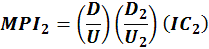 MPI₂ = (D/U)(D₂/U₂)(IC₂)